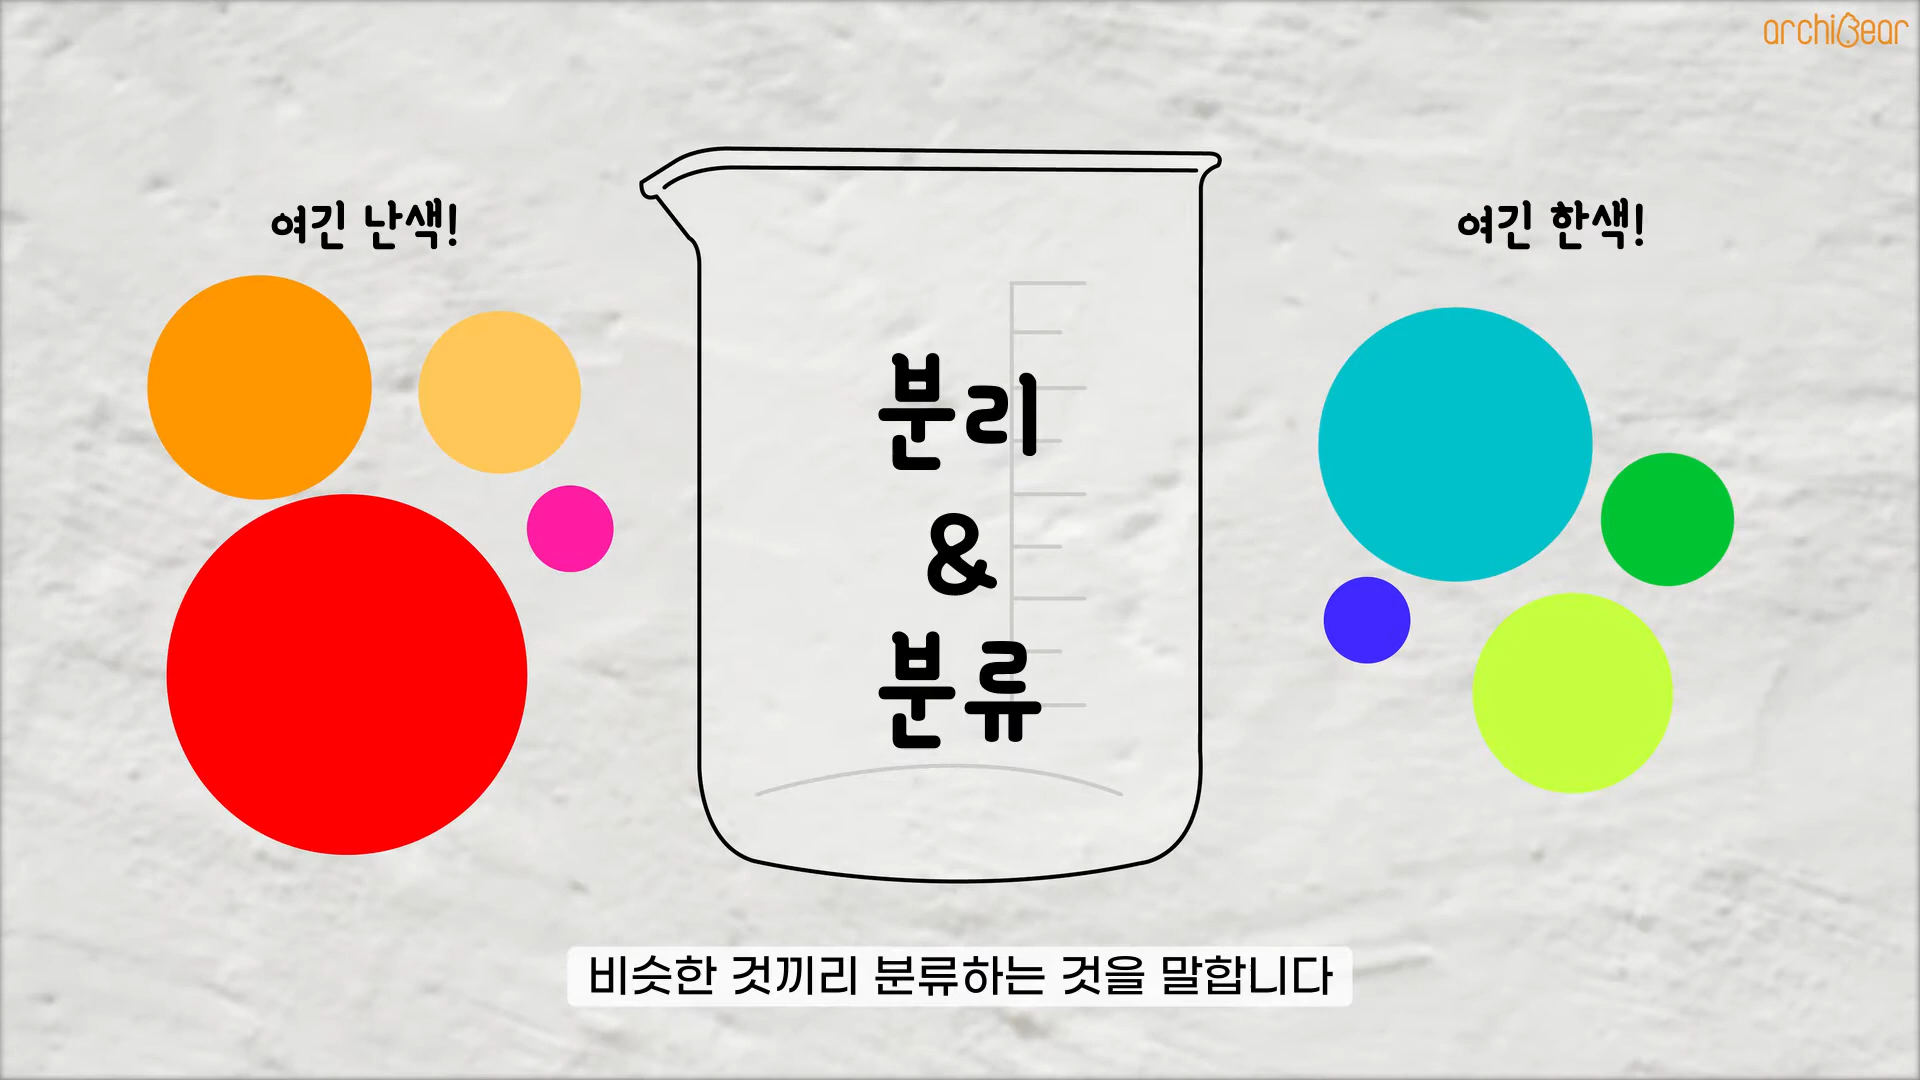 archiBear
여긴 난색!
여긴 한색!
분리
&
분류
비슷한 것끼리 분류하는 것을 말합니다